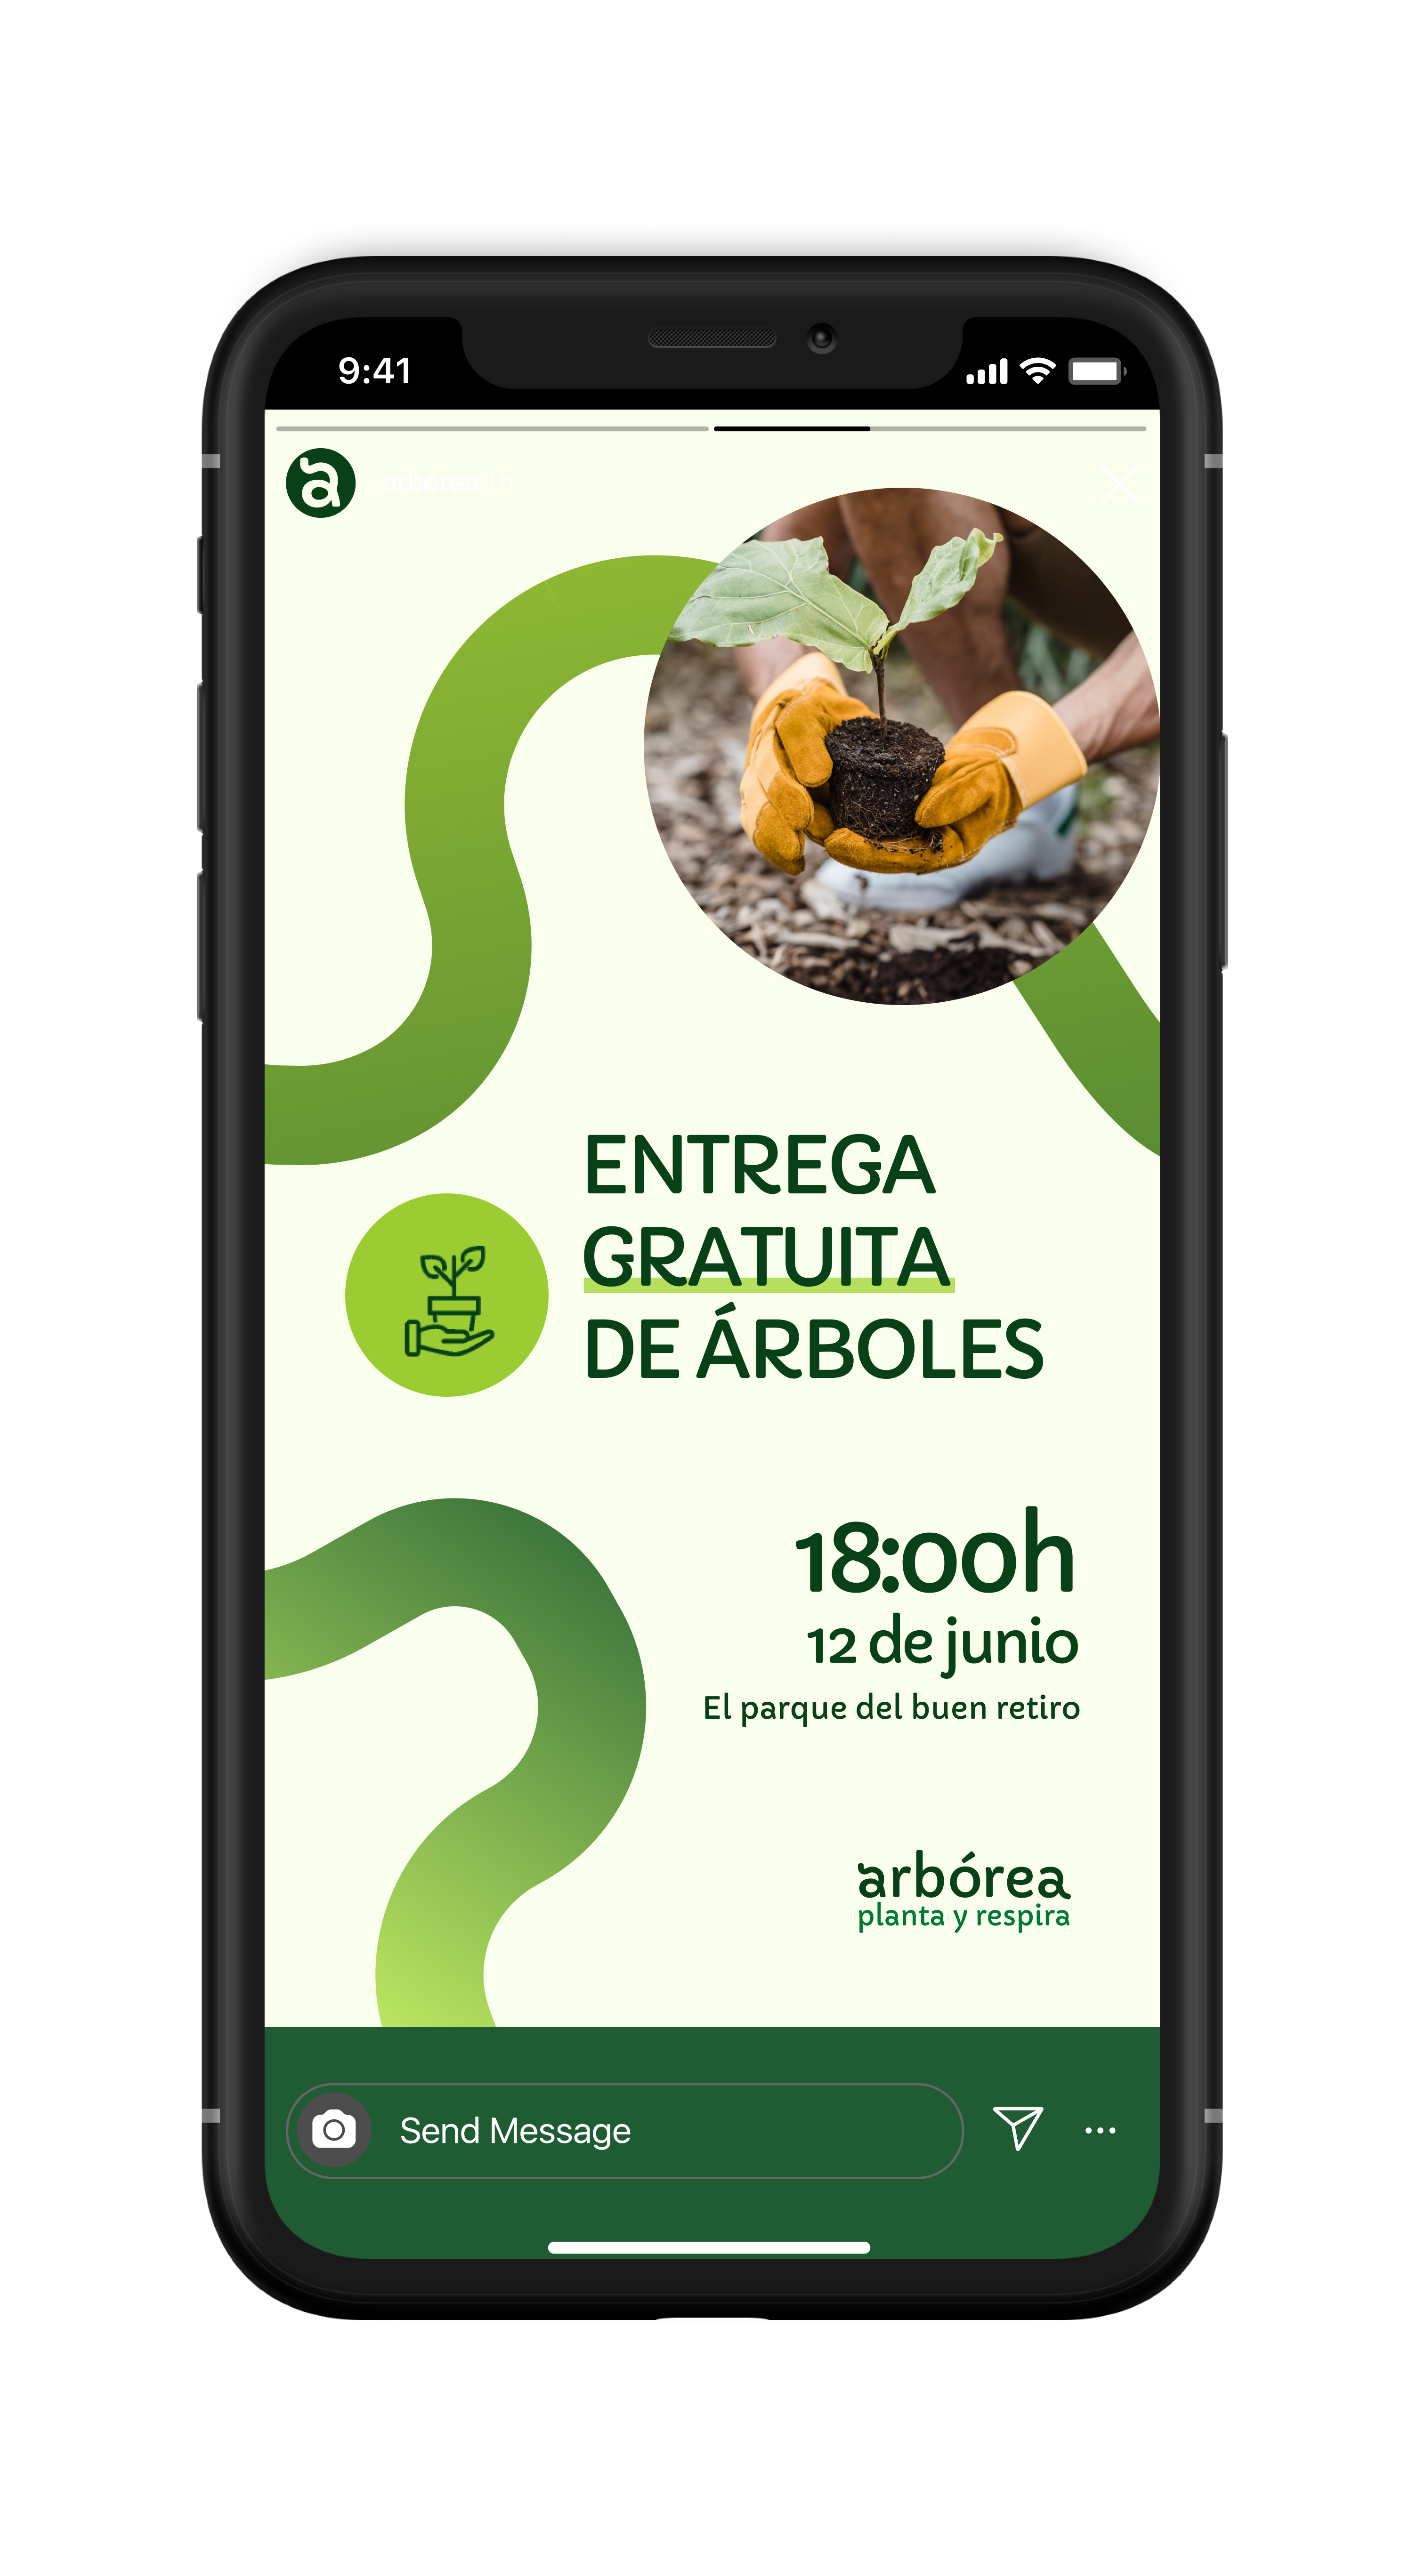 9:41
a
arbórea
ENTREGA
GRATUITA
DE ÁRBOLES
18:00h
12 de junio
El parque del buen retiro
arbórea
planta y respira
Send Message